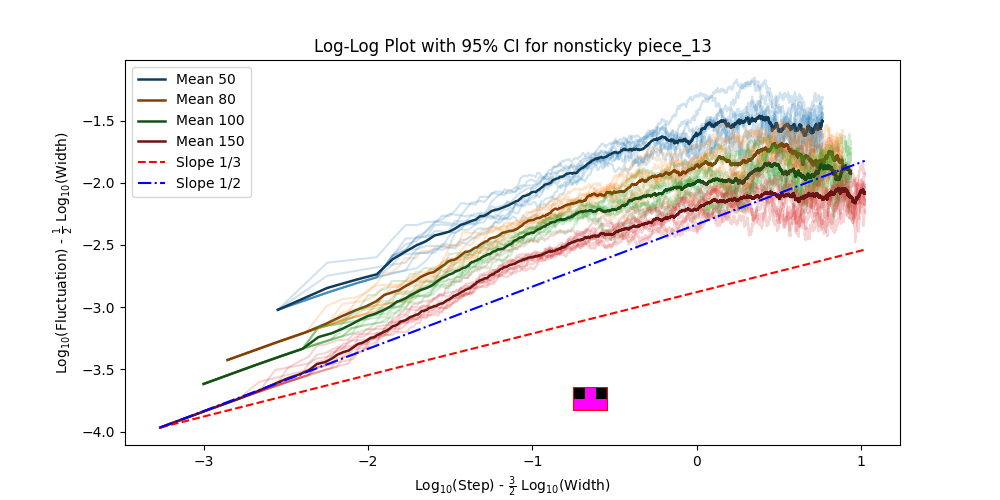 Log-Log Plot with 95% CI for nonsticky piece_13
Mean 50
Mean 80
Mean 100
Mean 150
Slope 1/3
Slope 1/2
Log₁₀(Fluctuation) - 1/2 Log₁₀(Width)
−1.5
−2.0
−2.5
−3.0
−3.5
−4.0
−3 −2 −1 0 1
Log₁₀(Step) - 3/2 Log₁₀(Width)